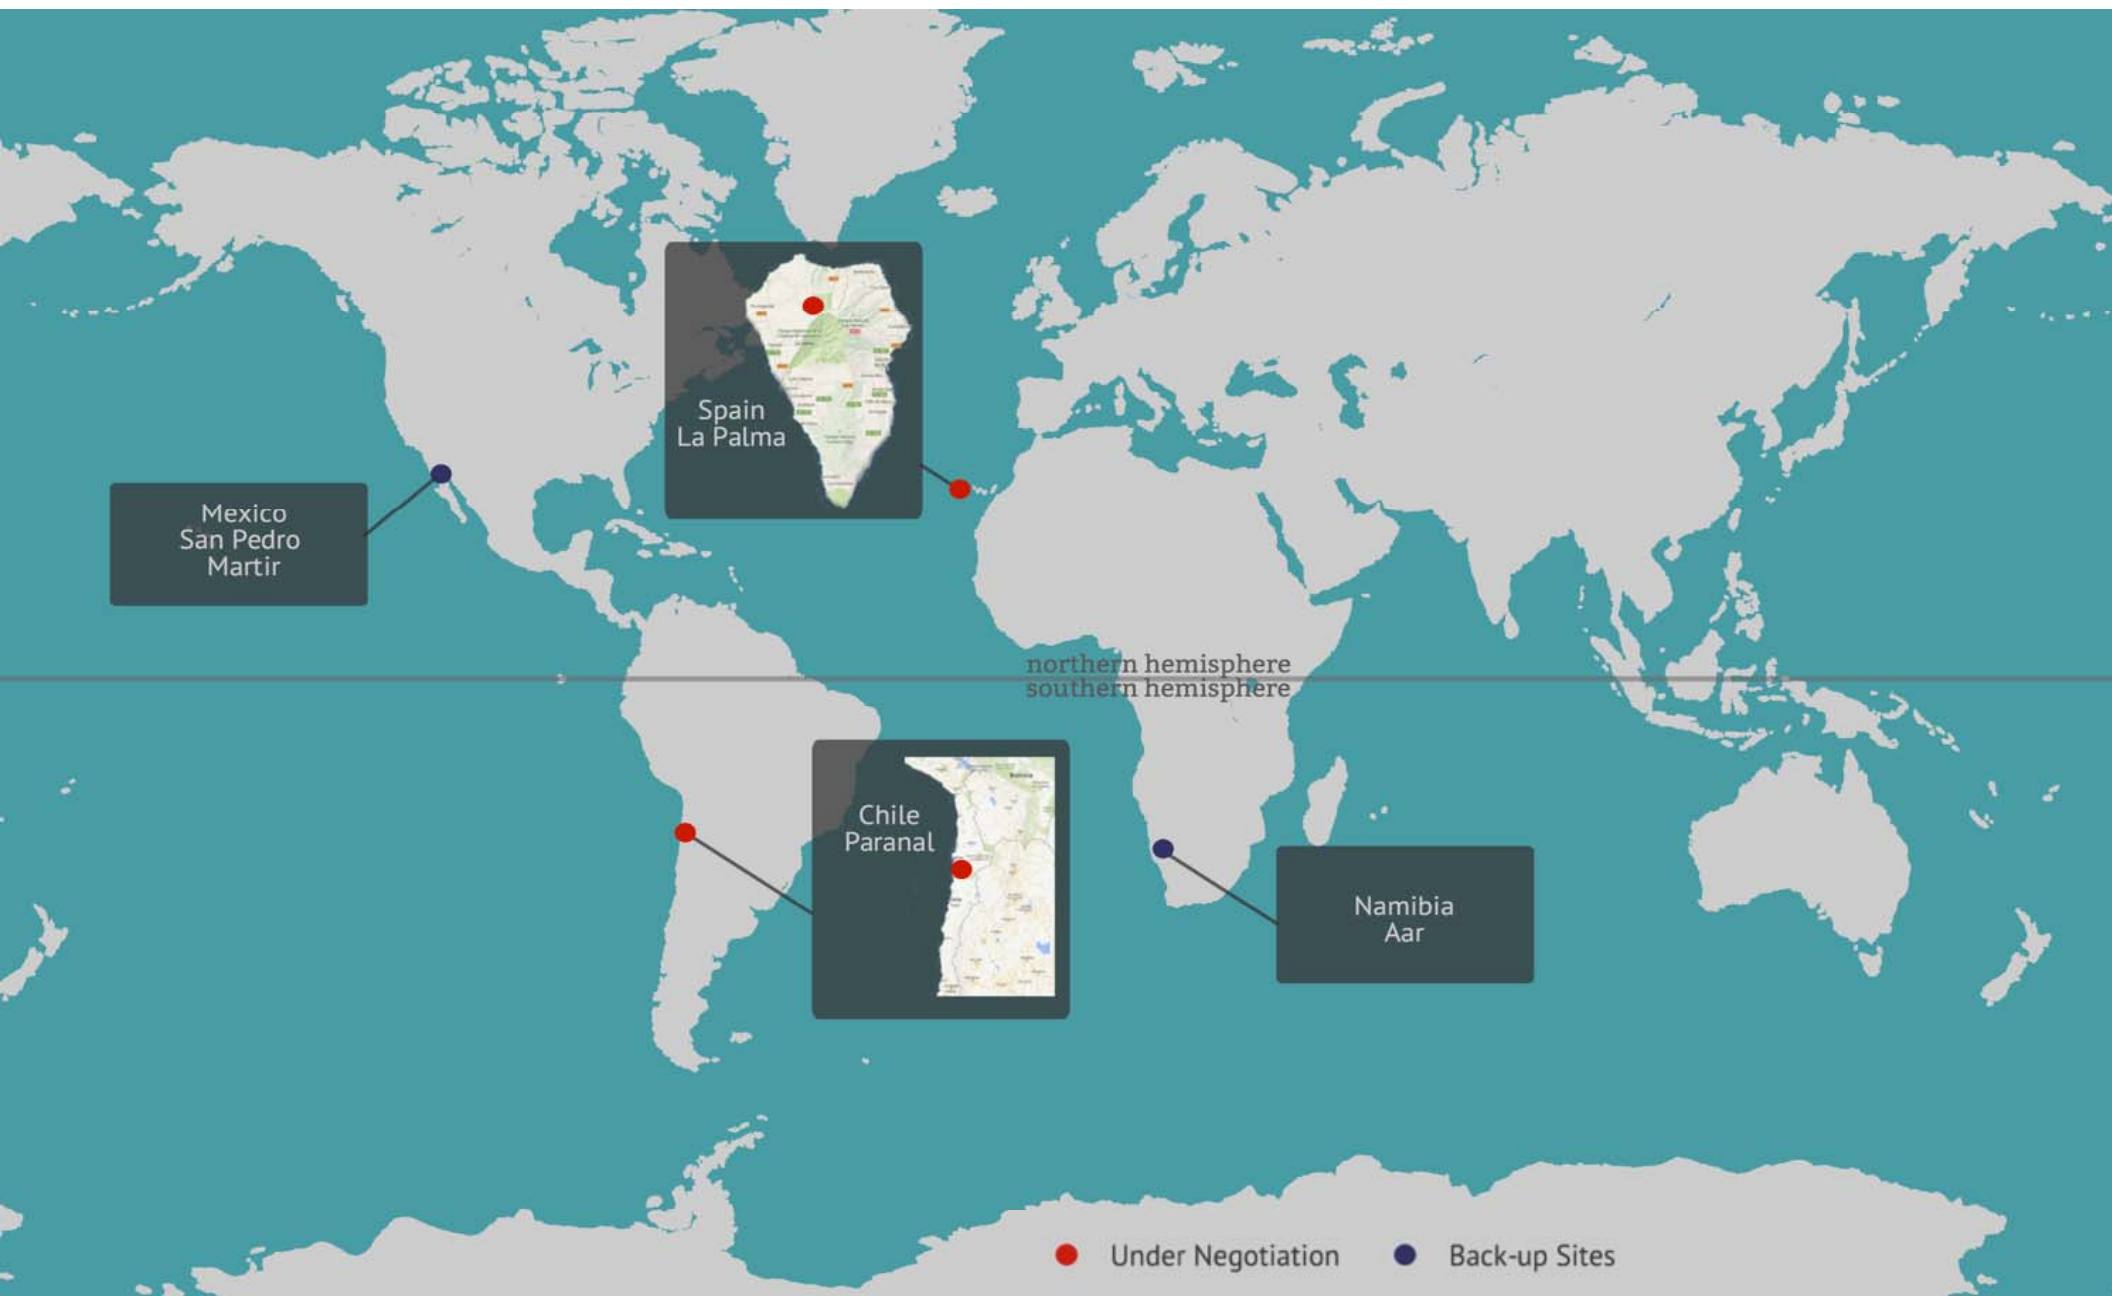 Spain
La Palma
Mexico
San Pedro
Martir
northern hemisphere
southern hemisphere
Chile
Paranal
Bolivia
Namibia
Aar
Under Negotiation
Back-up Sites